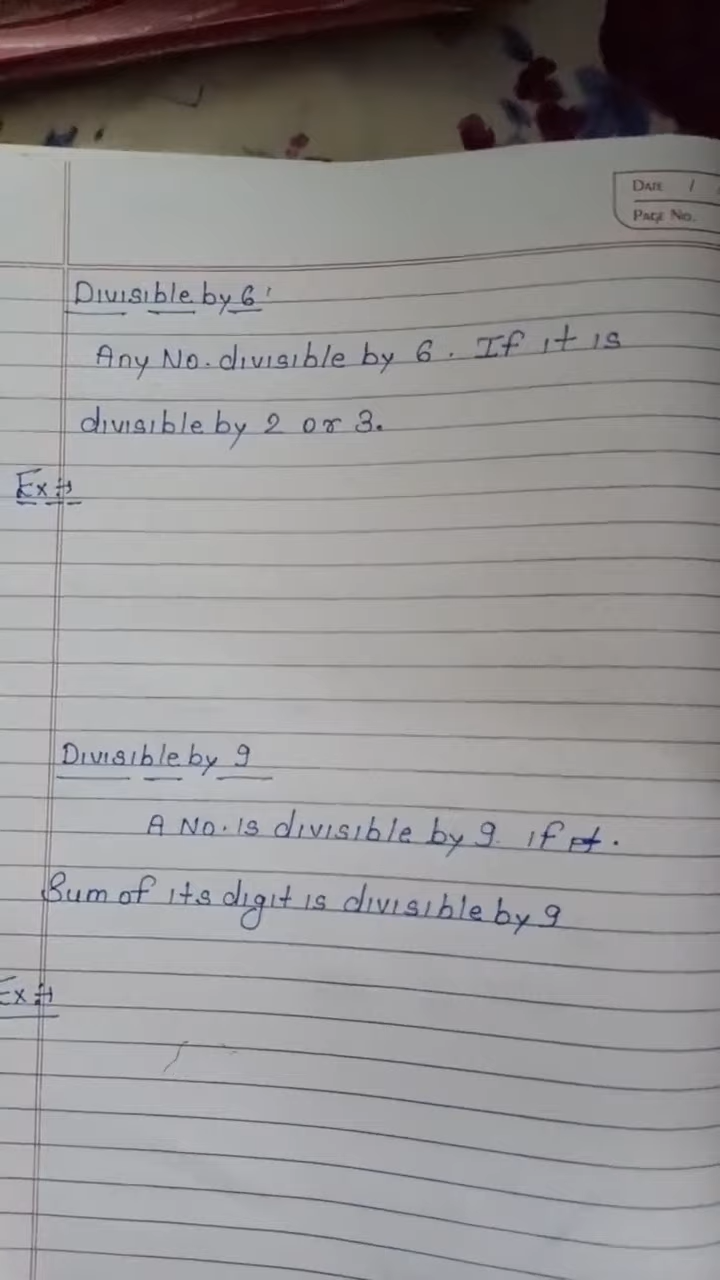 DATE /
PAGE No.
Divisible by 6'
Any No. divisible by 6. If it is
divisible by 2 or 3.
Ex :→
Divisible by 9
A No. is divisible by 9 if
Sum of its digit is divisible by 9
Ex :→